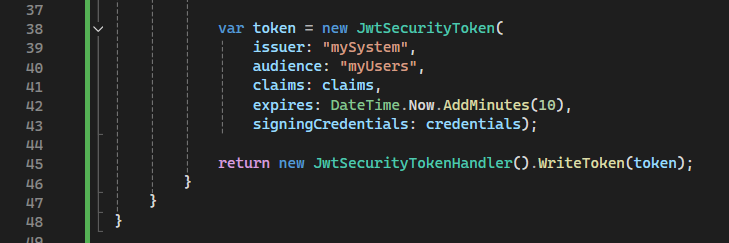 37
38 var token = new JwtSecurityToken(
39 issuer: "mySystem",
40 audience: "myUsers",
41 claims: claims,
42 expires: DateTime.Now.AddMinutes(10),
43 signingCredentials: credentials);
44
45 return new JwtSecurityTokenHandler().WriteToken(token);
46 }
47 }
48 }
49